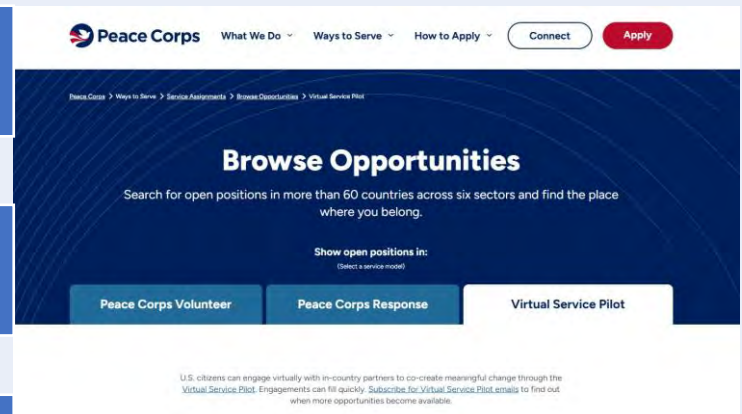 Peace Corps What We Do Ways to Serve How to Apply Connect Apply
Peace Corps > Ways to Serve > Service Assignments > Browse Opportunities > Virtual Service Pilot
Browse Opportunities
Search for open positions in more than 60 countries across six sectors and find the place
where you belong.
Show open positions in:
(Select a service model)
Peace Corps Volunteer Peace Corps Response Virtual Service Pilot
U.S. citizens can engage virtually with in-country partners to co-create meaningful change through the
Virtual Service Pilot. Engagements can fill quickly. Subscribe for Virtual Service Pilot emails to find out
when more opportunities become available.